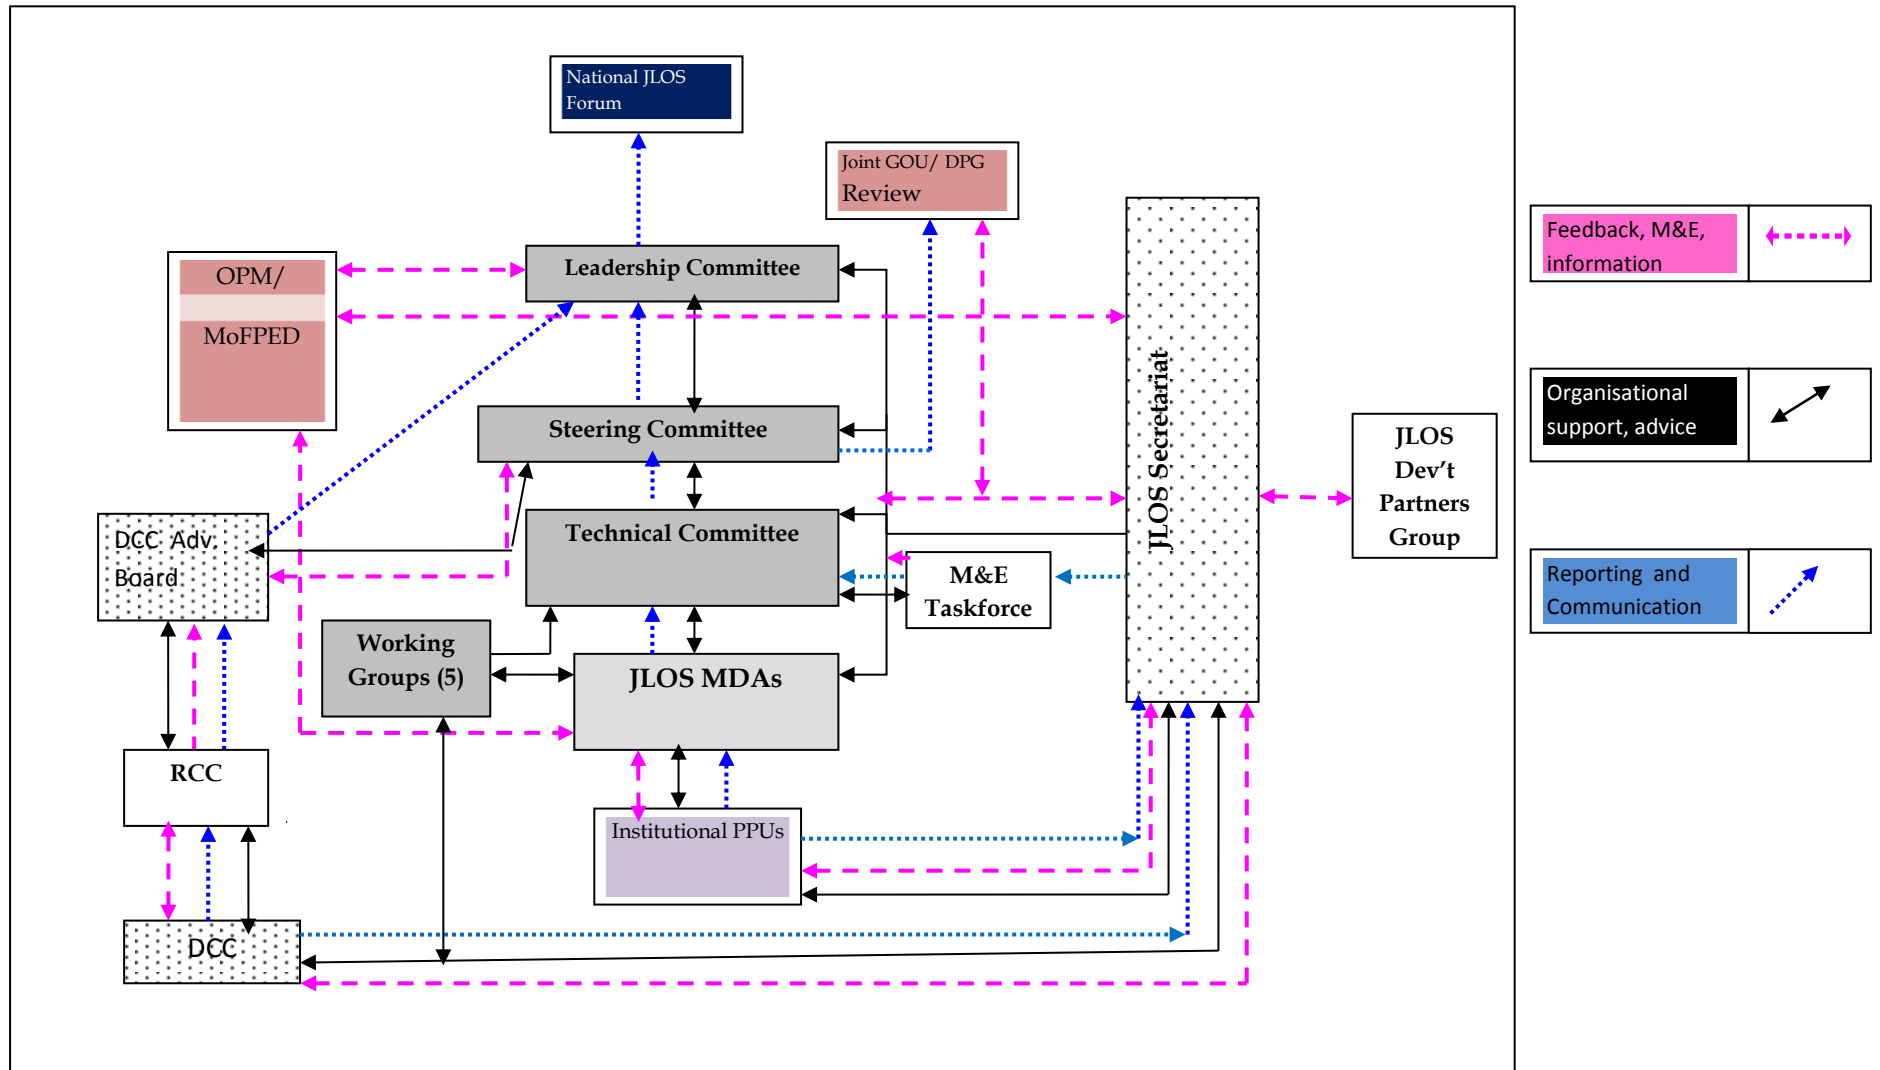 National JLOS
Forum
Joint GOU/ DPG
Review
OPM/
MoFPED
Leadership Committee
Steering Committee
Technical Committee
DCC Adv.
Board
M&E
Taskforce
Working
Groups (5)
JLOS MDAs
RCC
Institutional PPUs
DCC
JLOS Secretariat
JLOS
Dev’t
Partners
Group
Feedback, M&E,
information
Organisational
support, advice
Reporting and
Communication